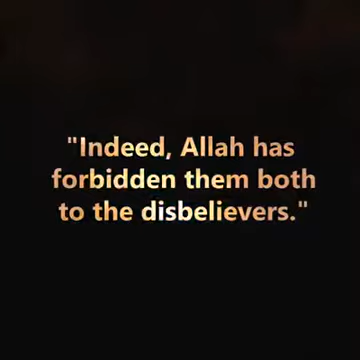 "Indeed, Allah has
forbidden them both
to the disbelievers."